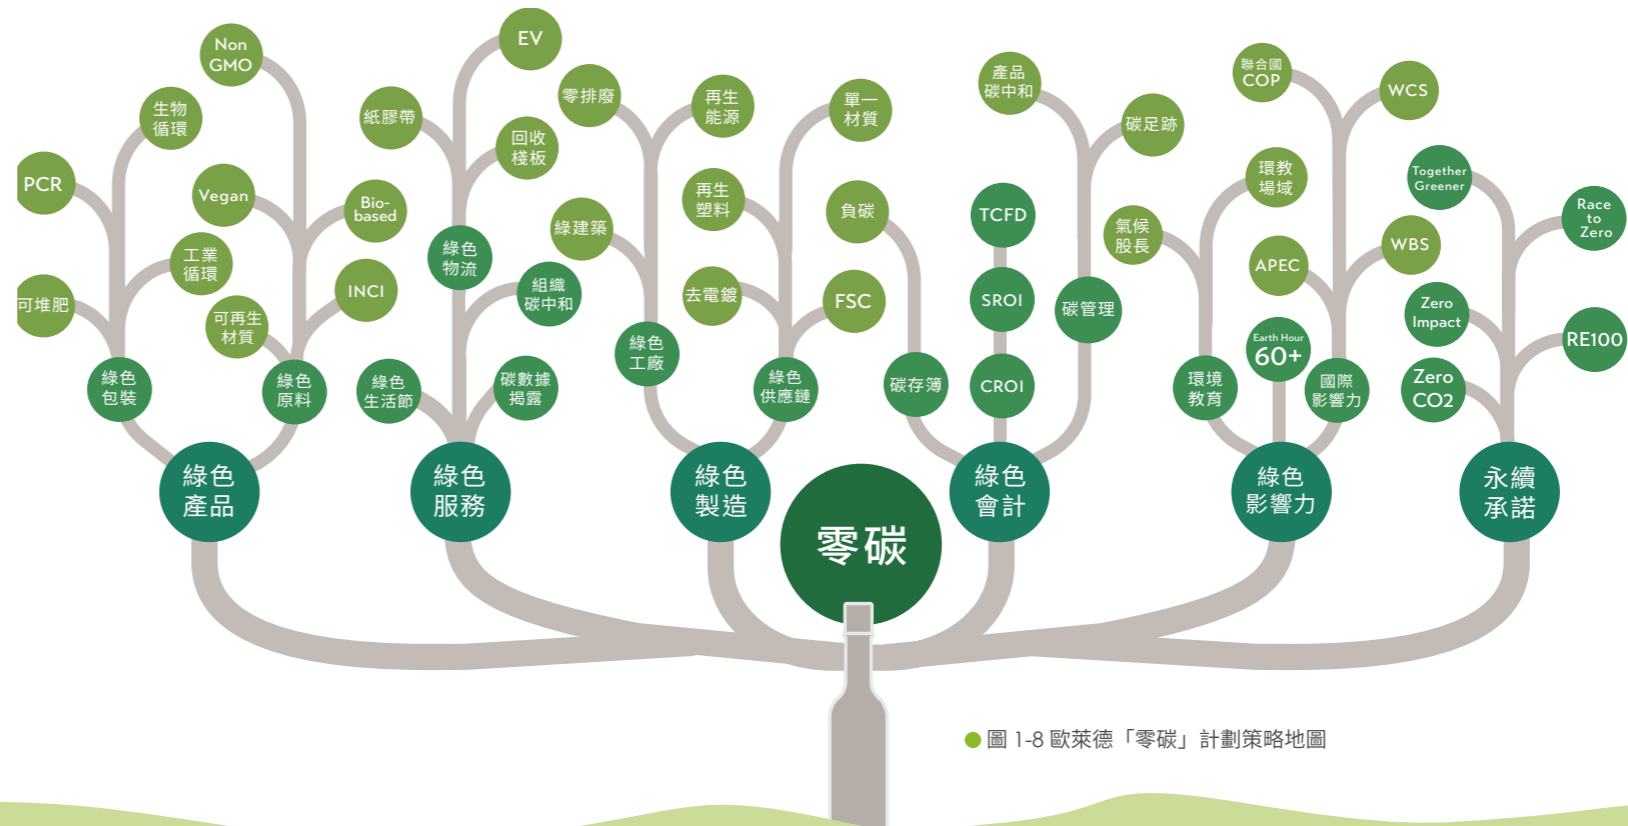 Non
GMO
生物
循環
PCR
Vegan
Bio-
based
工業
循環
可堆肥
可再生
材質
INCI
綠色
包裝
綠色
原料
綠色
產品
EV
紙膠帶
回收
棧板
綠色
物流
組織
碳中和
綠色
生活節
碳數據
揭露
綠色
服務
零排廢
再生
能源
單一
材質
再生
塑料
綠建築
去電鍍
FSC
綠色
工廠
綠色
供應鏈
綠色
製造
零碳
產品
碳中和
碳足跡
負碳
TCFD
SROI
碳管理
碳存簿
CROI
綠色
會計
聯合國
COP
WCS
環教
場域
氣候
股長
APEC
WBS
Earth Hour
60+
環境
教育
國際
影響力
綠色
影響力
Together
Greener
Race
to
Zero
Zero
Impact
RE100
Zero
CO2
永續
承諾
圖 1-8 歐萊德「零碳」計劃策略地圖